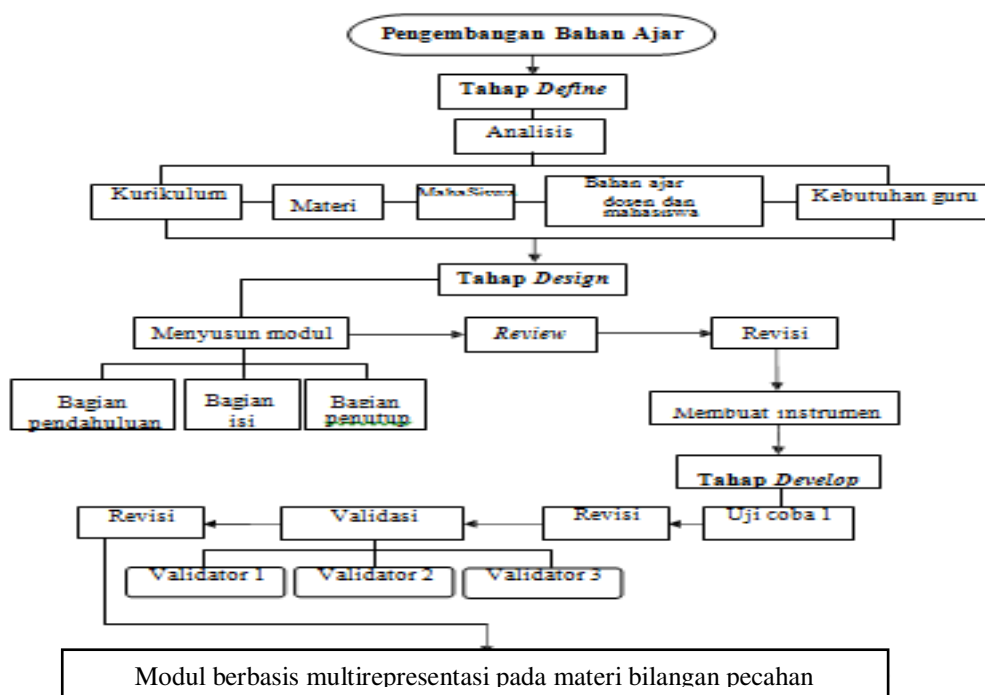 Pengembangan Bahan Ajar
Tahap Define
Analisis
Kurikulum
Materi
MahaSiswa
Bahan ajar
dosen dan
mahasiswa
Kebutuhan guru
Tahap Design
Menyusun modul
Review
Revisi
Bagian
pendahuluan
Bagian
isi
Bagian
penutup
Membuat instrumen
Tahap Develop
Revisi
Validasi
Revisi
Uji coba 1
Validator 1
Validator 2
Validator 3
Modul berbasis multirepresentasi pada materi bilangan pecahan